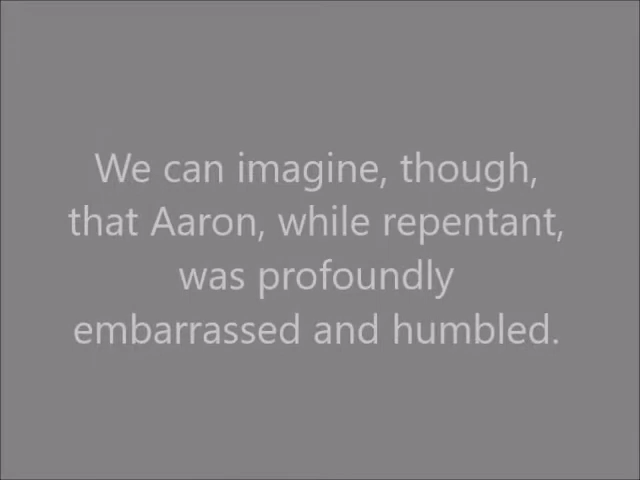 We can imagine, though,
that Aaron, while repentant,
was profoundly
embarrassed and humbled.